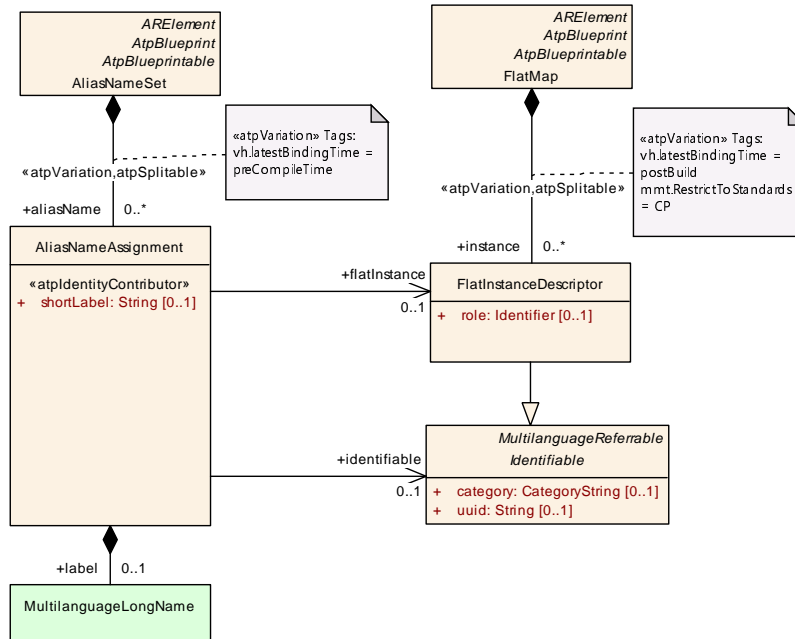 ARElement
AtpBlueprint
AtpBlueprintable
AliasNameSet
ARElement
AtpBlueprint
AtpBlueprintable
FlatMap
«atpVariation» Tags:
vh.latestBindingTime =
preCompileTime
«atpVariation» Tags:
vh.latestBindingTime =
postBuild
mmt.RestrictToStandards
= CP
«atpVariation,atpSplitable»
«atpVariation,atpSplitable»
+aliasName 0..*
+instance 0..*
AliasNameAssignment
«atpIdentityContributor»
+ shortLabel: String [0..1]
+flatInstance
0..1
FlatInstanceDescriptor
+ role: Identifier [0..1]
+identifiable
0..1
MultilanguageReferrable
Identifiable
+ category: CategoryString [0..1]
+ uuid: String [0..1]
+label 0..1
MultilanguageLongName